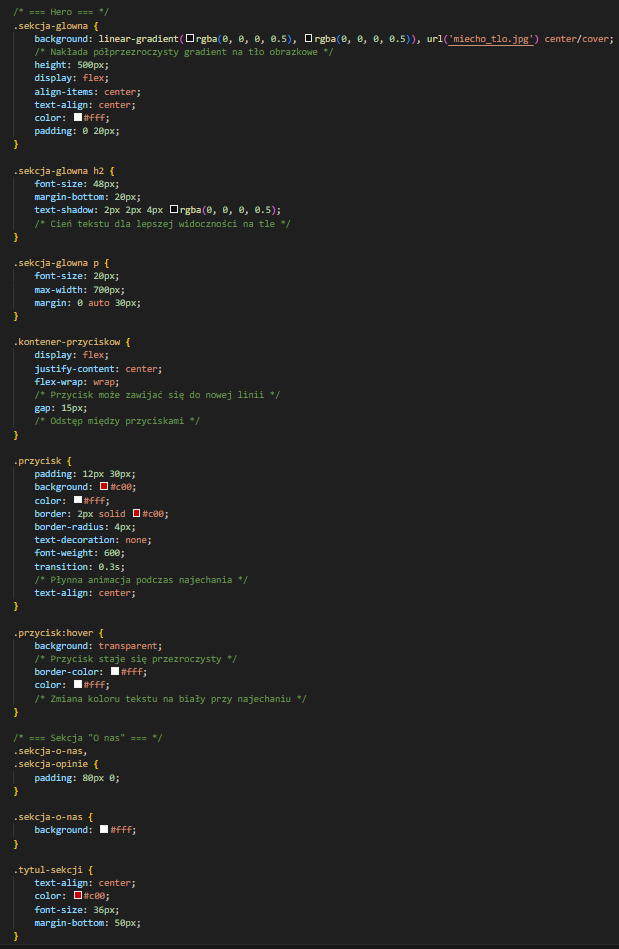 /* === Hero === */
.sekcja-glowna {
    background: linear-gradient(rgba(0, 0, 0, 0.5), rgba(0, 0, 0, 0.5)), url('miecho_tlo.jpg') center/cover;
    /* Nakłada półprzezroczysty gradient na tło obrazkowe */
    height: 500px;
    display: flex;
    align-items: center;
    text-align: center;
    color: #fff;
    padding: 0 20px;
}

.sekcja-glowna h2 {
    font-size: 48px;
    margin-bottom: 20px;
    text-shadow: 2px 2px 4px rgba(0, 0, 0, 0.5);
    /* Cień tekstu dla lepszej widoczności na tle */
}

.sekcja-glowna p {
    font-size: 20px;
    max-width: 700px;
    margin: 0 auto 30px;
}

.kontener-przyciskow {
    display: flex;
    justify-content: center;
    flex-wrap: wrap;
    /* Przycisk może zawijać się do nowej linii */
    gap: 15px;
    /* Odstęp między przyciskami */
}

.przycisk {
    padding: 12px 30px;
    background: #c00;
    color: #fff;
    border: 2px solid #c00;
    border-radius: 4px;
    text-decoration: none;
    font-weight: 600;
    transition: 0.3s;
    /* Płynna animacja podczas najechania */
    text-align: center;
}

.przycisk:hover {
    background: transparent;
    /* Przycisk staje się przezroczysty */
    border-color: #fff;
    color: #fff;
    /* Zmiana koloru tekstu na biały przy najechaniu */
}

/* === Sekcja "O nas" === */
.sekcja-o-nas,
.sekcja-opinie {
    padding: 80px 0;
}

.sekcja-o-nas {
    background: #fff;
}

.tytul-sekcji {
    text-align: center;
    color: #c00;
    font-size: 36px;
    margin-bottom: 50px;
}